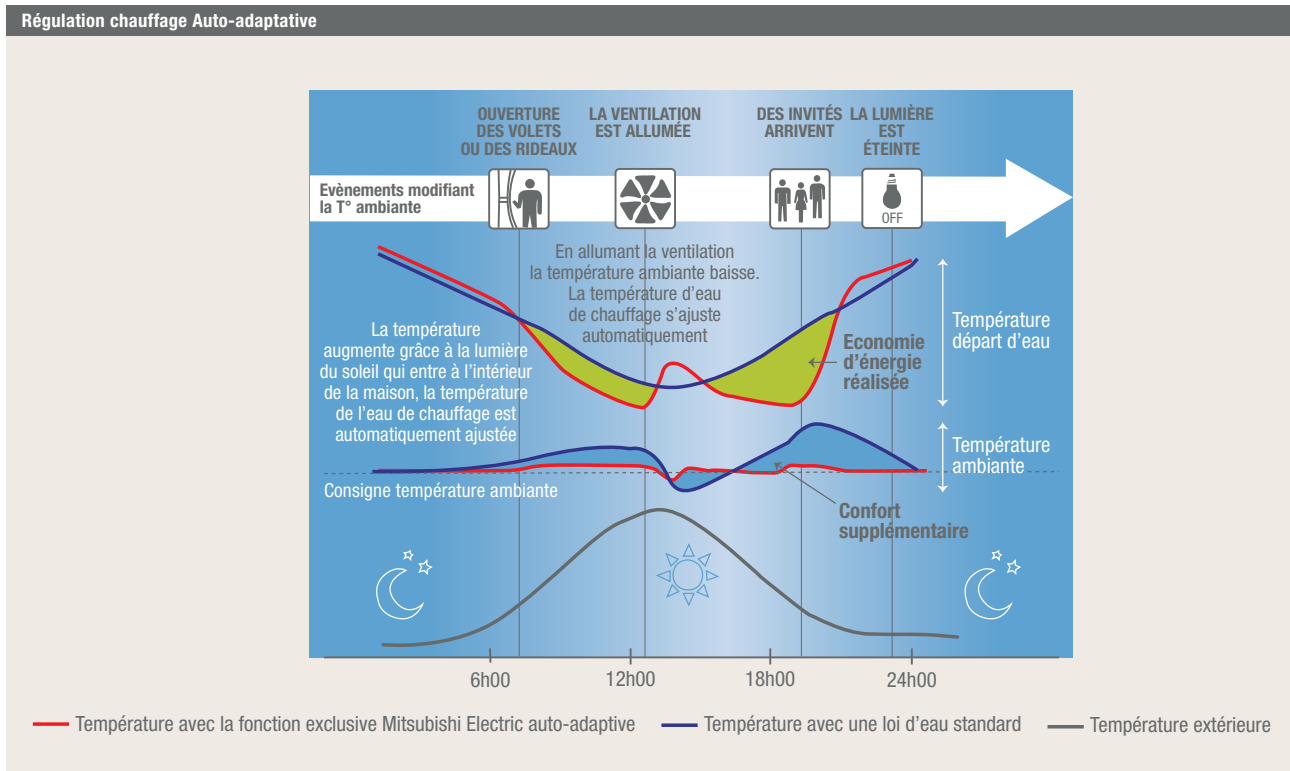 Régulation chauffage Auto-adaptative
OUVERTURE
DES VOLETS
OU DES RIDEAUX
LA VENTILATION
EST ALLUMÉE
DES INVITÉS
ARRIVENT
LA LUMIÈRE
EST
ÉTEINTE
Evènements modifiant
la T° ambiante
OFF
En allumant la ventilation
la température ambiante baisse.
La température d'eau
de chauffage s'ajuste
automatiquement
La température
augmente grâce à la lumière
du soleil qui entre à l'intérieur
de la maison, la température
de l'eau de chauffage est
automatiquement ajustée
Economie
d'énergie
réalisée
Température
départ d'eau
Température
ambiante
Consigne température ambiante
Confort
supplémentaire
6h00
12h00
18h00
24h00
Température avec la fonction exclusive Mitsubishi Electric auto-adaptive
Température avec une loi d'eau standard
Température extérieure